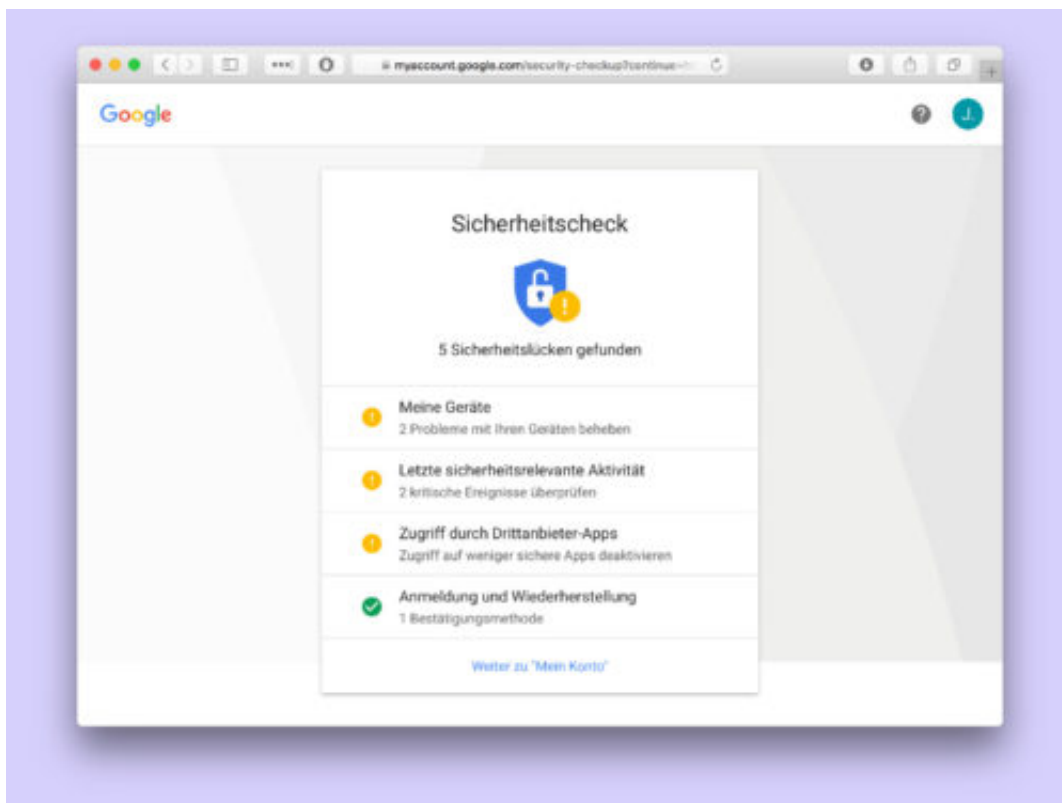 myaccount.google.com/security-checkup?continue=h
Google
J.
Sicherheitscheck
5 Sicherheitslücken gefunden
Meine Geräte
2 Probleme mit Ihren Geräten beheben
Letzte sicherheitsrelevante Aktivität
2 kritische Ereignisse überprüfen
Zugriff durch Drittanbieter-Apps
Zugriff auf weniger sichere Apps deaktivieren
Anmeldung und Wiederherstellung
1 Bestätigungsmethode
Weiter zu "Mein Konto"